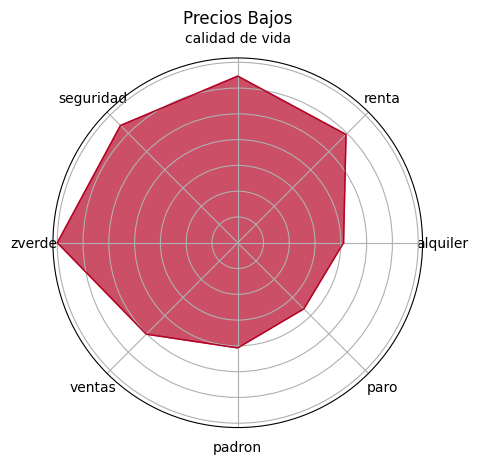 Precios Bajos
calidad de vida
seguridad
renta
zverde
alquiler
ventas
paro
padron